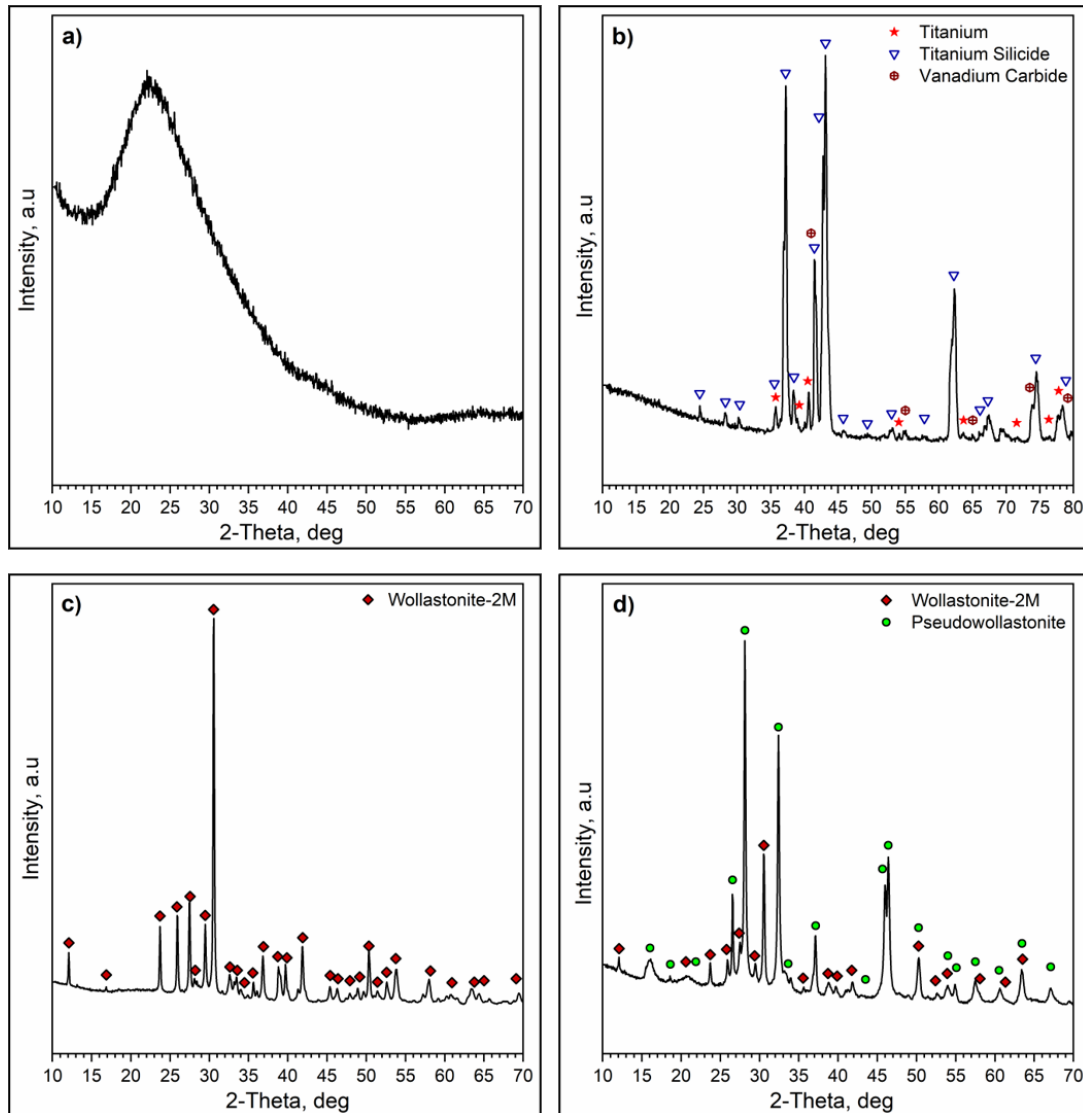 a)
Intensity, a.u
10 15 20 25 30 35 40 45 50 55 60 65 70
2-Theta, deg
b)
Titanium
Titanium Silicide
Vanadium Carbide
Intensity, a.u
10 15 20 25 30 35 40 45 50 55 60 65 70 75 80
2-Theta, deg
c)
Wollastonite-2M
Intensity, a.u
10 15 20 25 30 35 40 45 50 55 60 65 70
2-Theta, deg
d)
Wollastonite-2M
Pseudowollastonite
Intensity, a.u
10 15 20 25 30 35 40 45 50 55 60 65 70
2-Theta, deg